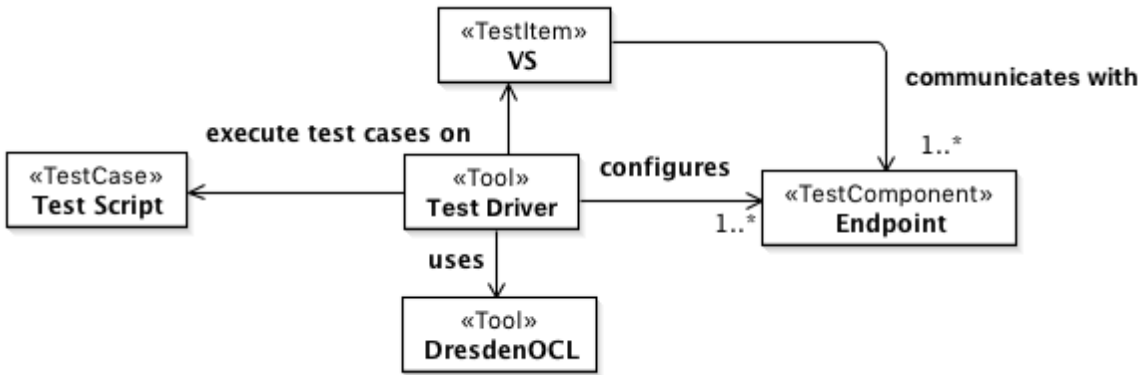 «TestItem»
VS
communicates with
execute test cases on
1..*
«TestCase»
Test Script
«Tool»
Test Driver
configures
1..*
«TestComponent»
Endpoint
uses
«Tool»
DresdenOCL